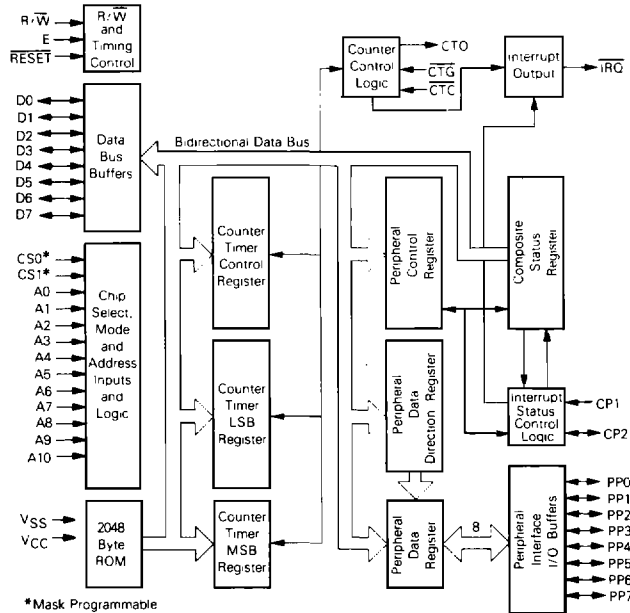 R/W
E
RESET
R/W
and
Timing
Control
D0
D1
D2
D3
D4
D5
D6
D7
Data
Bus
Buffers
Bidirectional Data Bus
Counter
Control
Logic
CTO
CTG
CTC
Interrupt
Output
IRQ
CS0*
CS1*
A0
A1
A2
A3
A4
A5
A6
A7
A8
A9
A10
Chip
Select,
Mode
and
Address
Inputs
and
Logic
Counter
Timer
Control
Register
Peripheral
Control
Register
Composite
Status
Register
Counter
Timer
LSB
Register
Peripheral
Data
Direction Register
Interrupt
Status
Control
Logic
CP1
CP2
VSS
VCC
2048
Byte
ROM
Counter
Timer
MSB
Register
Peripheral
Data
Register
8
Peripheral
Interface
I/O Buffers
PP0
PP1
PP2
PP3
PP4
PP5
PP6
PP7
*Mask Programmable